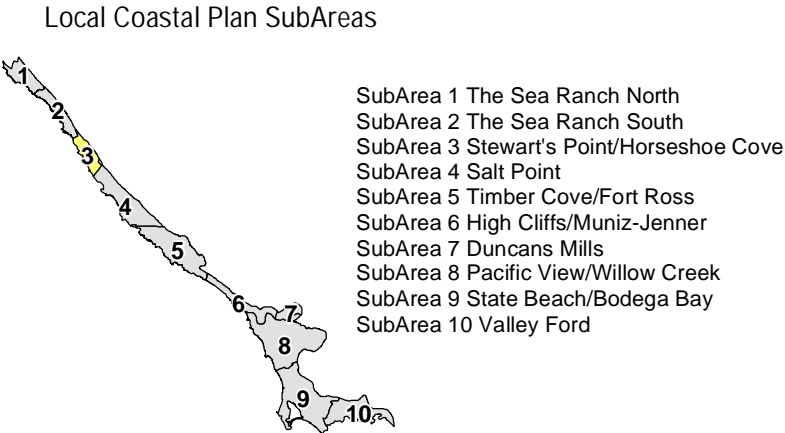 Local Coastal Plan SubAreas
1
2
3
4
5
6
7
8
9
10
SubArea 1 The Sea Ranch North
SubArea 2 The Sea Ranch South
SubArea 3 Stewart's Point/Horseshoe Cove
SubArea 4 Salt Point
SubArea 5 Timber Cove/Fort Ross
SubArea 6 High Cliffs/Muniz-Jenner
SubArea 7 Duncans Mills
SubArea 8 Pacific View/Willow Creek
SubArea 9 State Beach/Bodega Bay
SubArea 10 Valley Ford